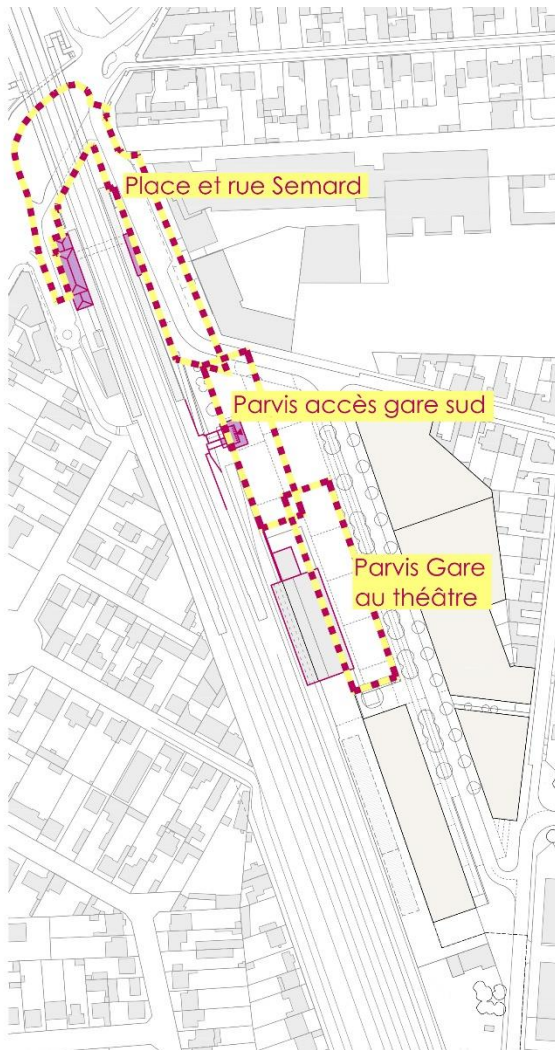 Place et rue Semard
Parvis accès gare sud
Parvis Gare
au théâtre